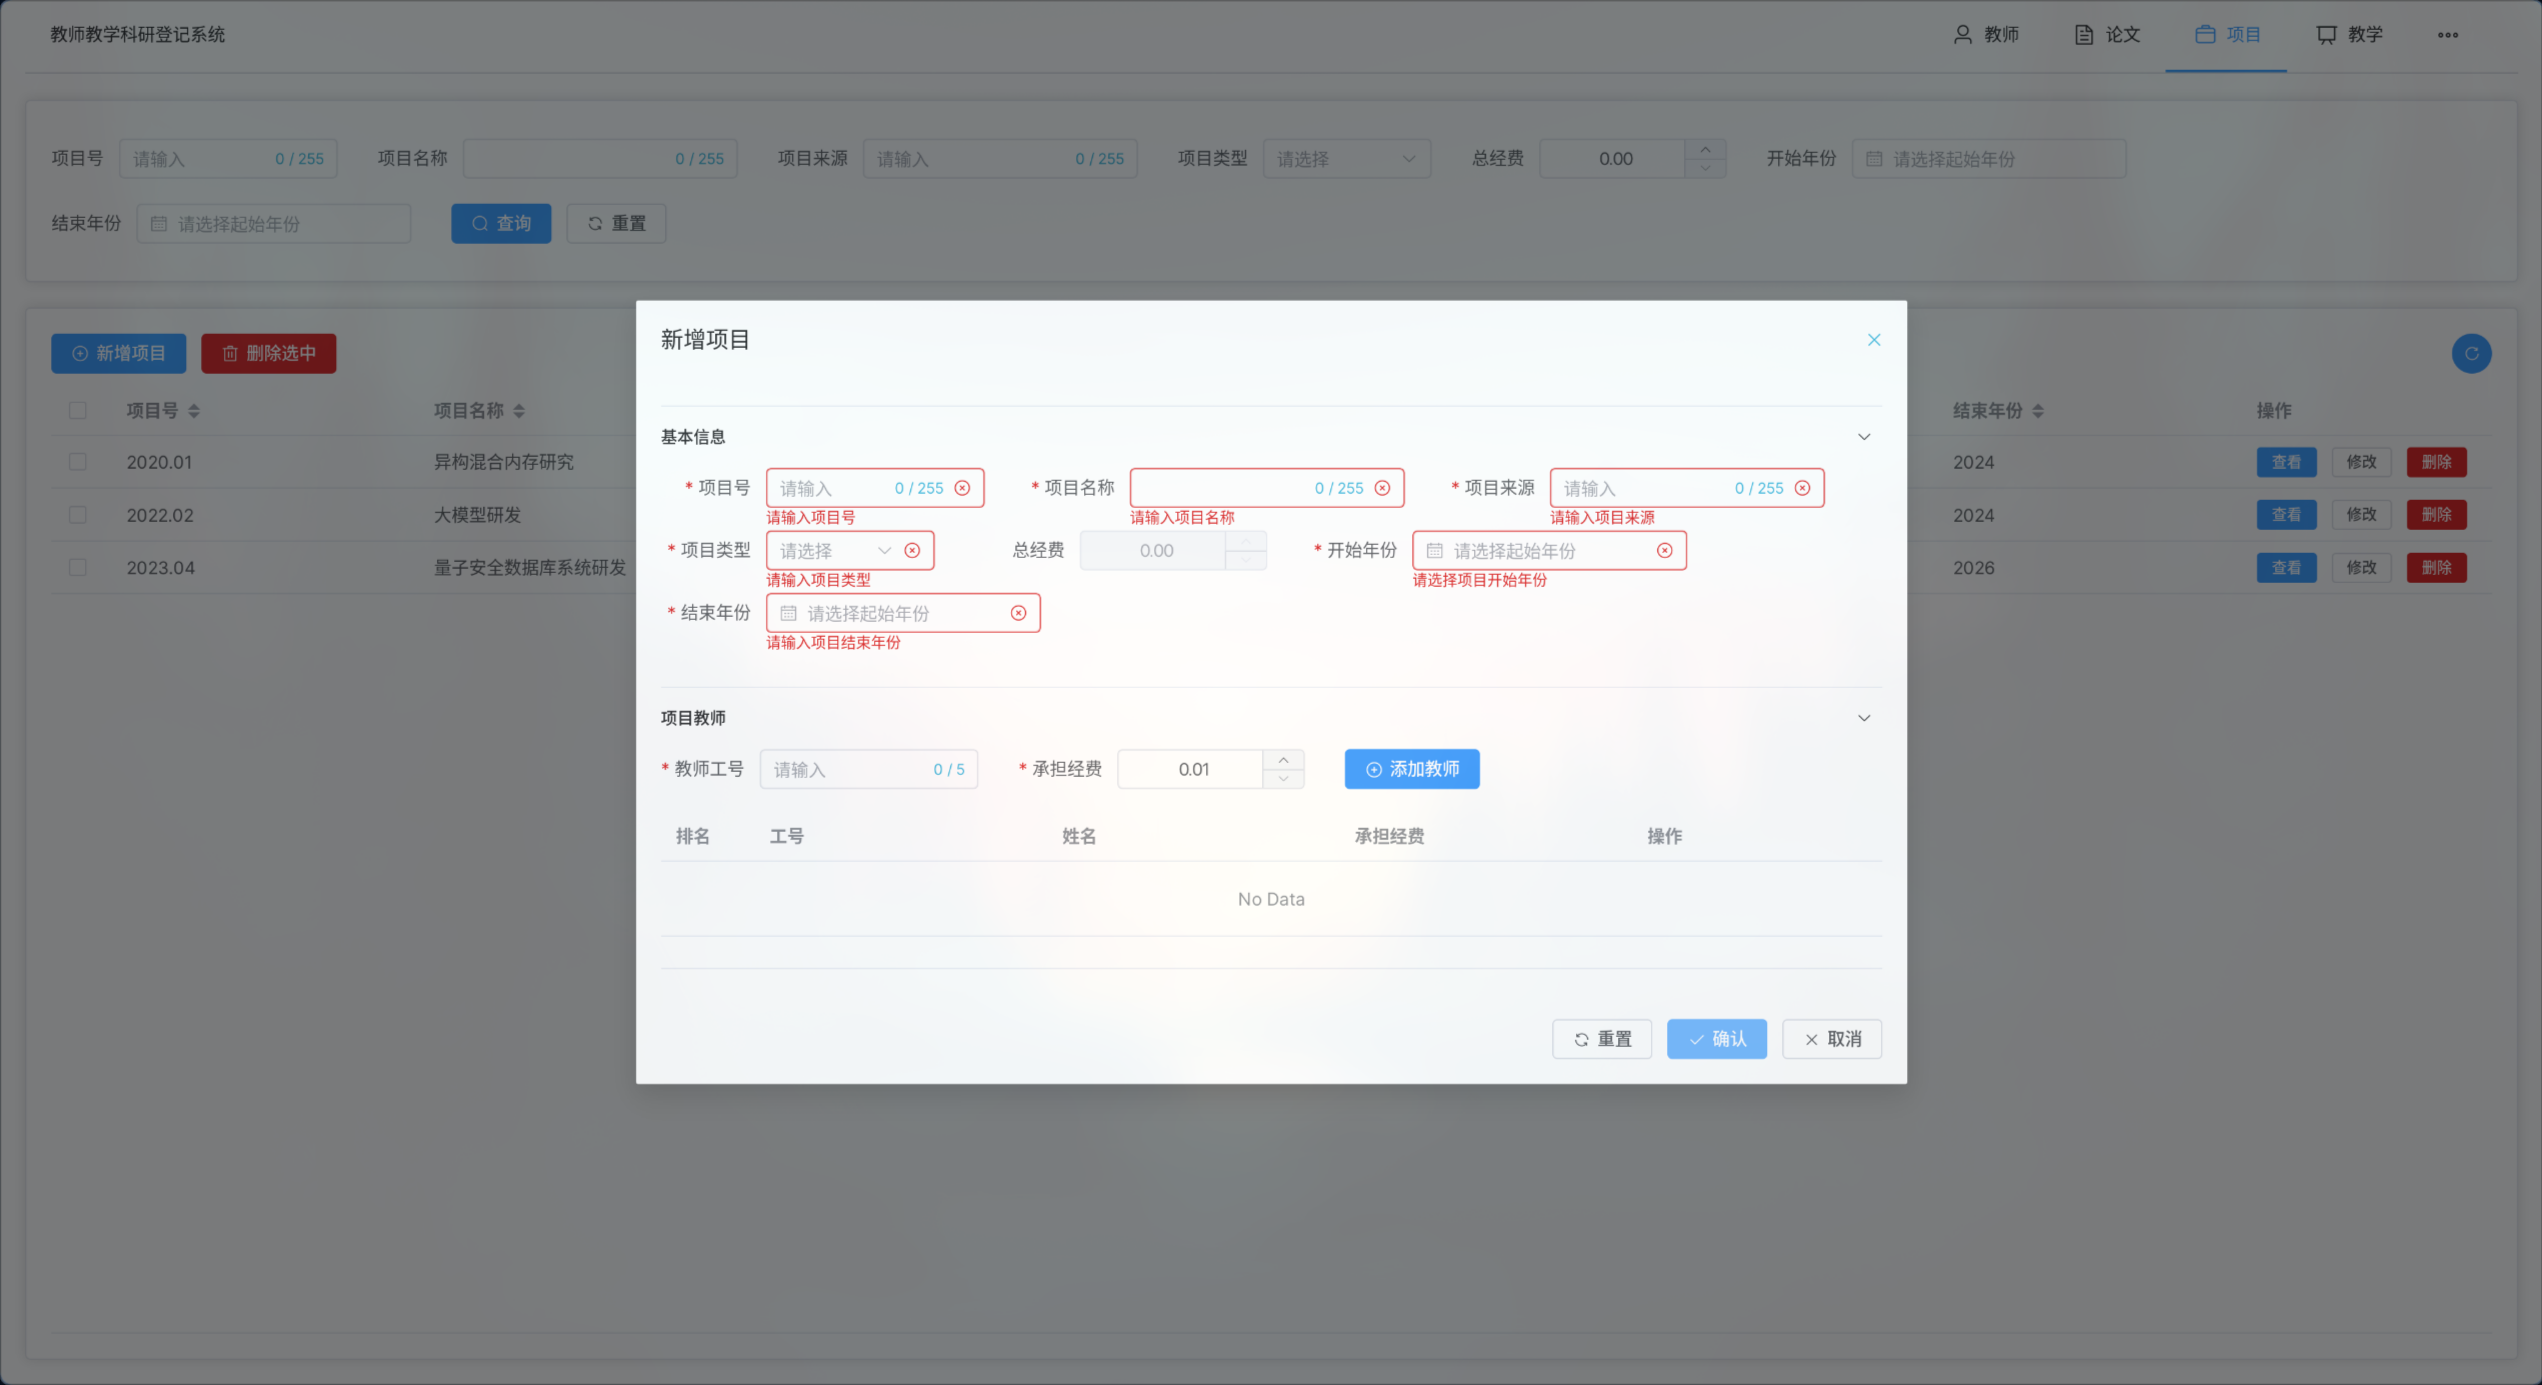 教师教学科研登记系统 教师 论文 项目 教学
项目号 请输入 0 / 255 项目名称 0 / 255 项目来源 请输入 0 / 255 项目类型 请选择 总经费 0.00 开始年份 请选择起始年份
结束年份 请选择起始年份 查询 重置
新增项目 删除选中
项目号 项目名称 结束年份 操作
2020.01 异构混合内存研究 2024 查看 修改 删除
2022.02 大模型研发 2024 查看 修改 删除
2023.04 量子安全数据库系统研发 2026 查看 修改 删除
新增项目
基本信息
* 项目号 请输入 0 / 255 * 项目名称 0 / 255 * 项目来源 请输入 0 / 255
请输入项目号 请输入项目名称 请输入项目来源
* 项目类型 请选择 总经费 0.00 * 开始年份 请选择起始年份
请输入项目类型 请选择项目开始年份
* 结束年份 请选择起始年份
请输入项目结束年份
项目教师
* 教师工号 请输入 0 / 5 * 承担经费 0.01 添加教师
排名 工号 姓名 承担经费 操作
No Data
重置 确认 取消